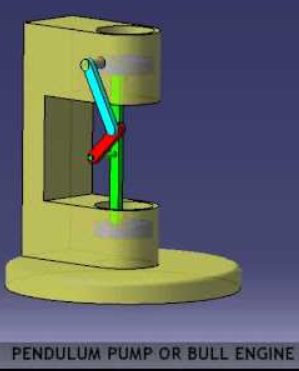 PENDULUM PUMP OR BULL ENGINE